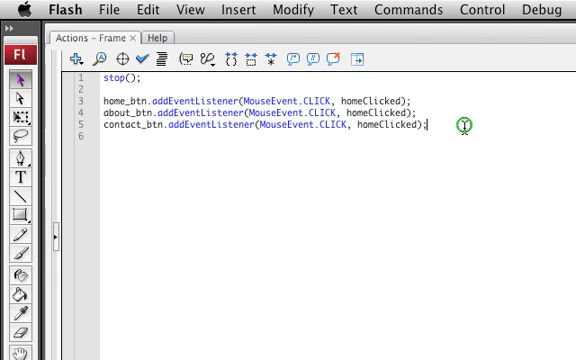 Flash File Edit View Insert Modify Text Commands Control Debug
Actions - Frame × Help
Fl
T
1 stop();
2
3 home_btn.addEventListener(MouseEvent.CLICK, homeClicked);
4 about_btn.addEventListener(MouseEvent.CLICK, homeClicked);
5 contact_btn.addEventListener(MouseEvent.CLICK, homeClicked);
6